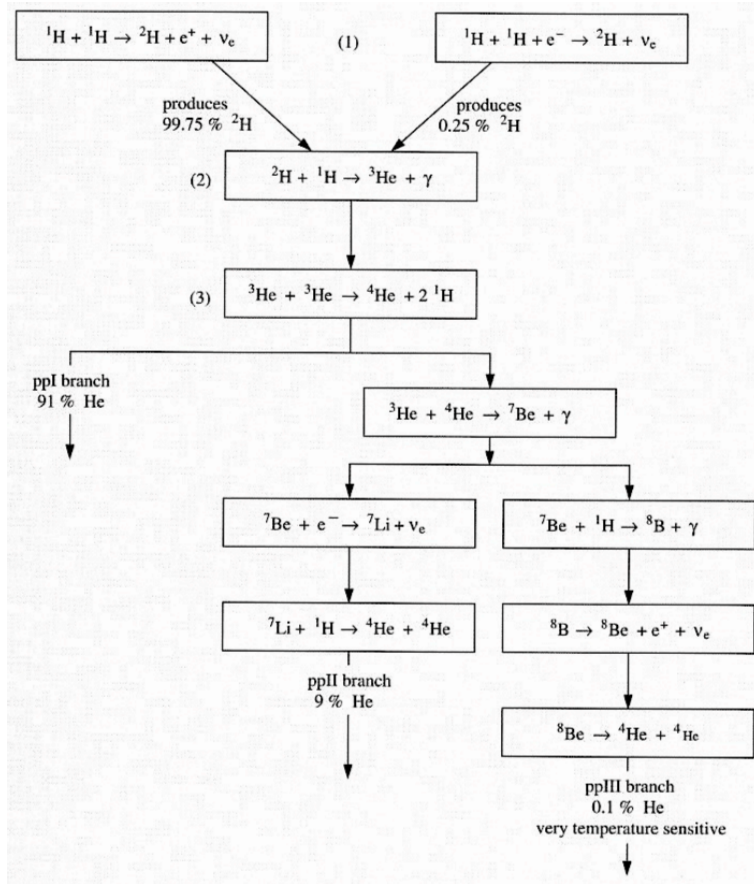 ¹H + ¹H → ²H + e⁺ + νₑ
(1)
¹H + ¹H + e⁻ → ²H + νₑ
produces
99.75 % ²H
produces
0.25 % ²H
(2)
²H + ¹H → ³He + γ
(3)
³He + ³He → ⁴He + 2 ¹H
ppI branch
91 % He
³He + ⁴He → ⁷Be + γ
⁷Be + e⁻ → ⁷Li + νₑ
⁷Be + ¹H → ⁸B + γ
⁷Li + ¹H → ⁴He + ⁴He
⁸B → ⁸Be + e⁺ + νₑ
ppII branch
9 % He
⁸Be → ⁴He + ⁴He
ppIII branch
0.1 % He
very temperature sensitive